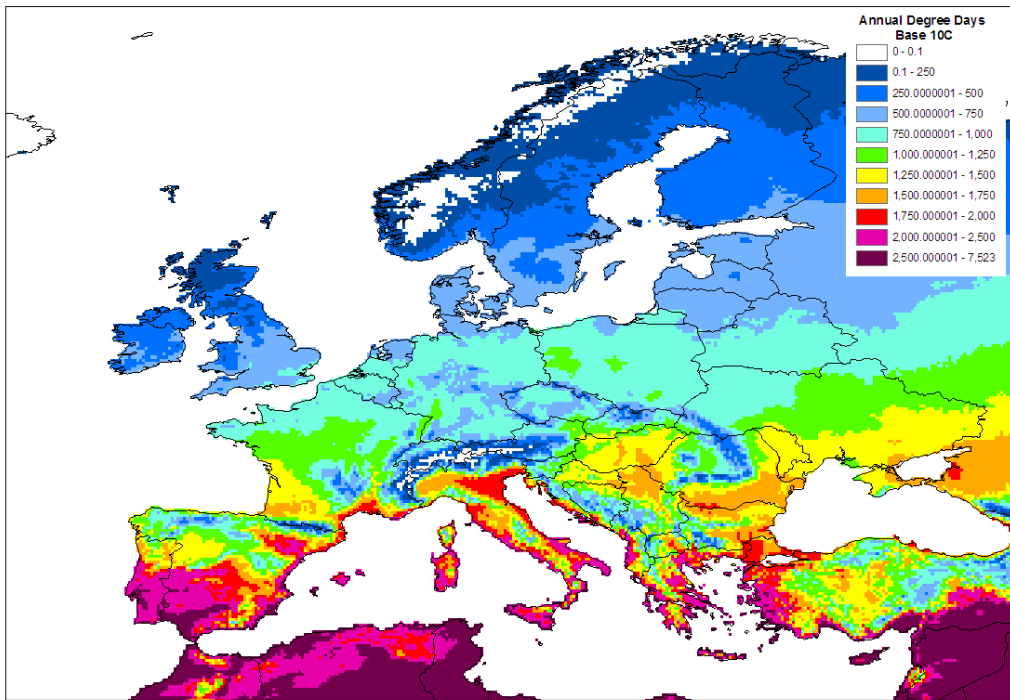 Annual Degree Days
Base 10C
0 - 0.1
0.1 - 250
250.0000001 - 500
500.0000001 - 750
750.0000001 - 1,000
1,000.000001 - 1,250
1,250.000001 - 1,500
1,500.000001 - 1,750
1,750.000001 - 2,000
2,000.000001 - 2,500
2,500.000001 - 7,523